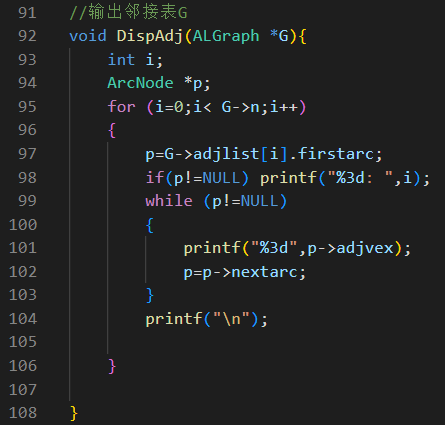 91 //输出邻接表G
92 void DispAdj(ALGraph *G){
93     int i;
94     ArcNode *p;
95     for (i=0;i< G->n;i++)
96     {
97         p=G->adjlist[i].firstarc;
98         if(p!=NULL) printf("%3d: ",i);
99         while (p!=NULL)
100         {
101             printf("%3d",p->adjvex);
102             p=p->nextarc;
103         }
104         printf("\n");
105
106     }
107
108 }